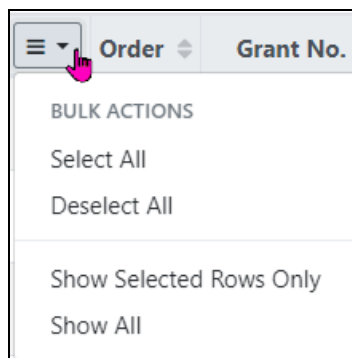 Order Grant No.
BULK ACTIONS
Select All
Deselect All
Show Selected Rows Only
Show All